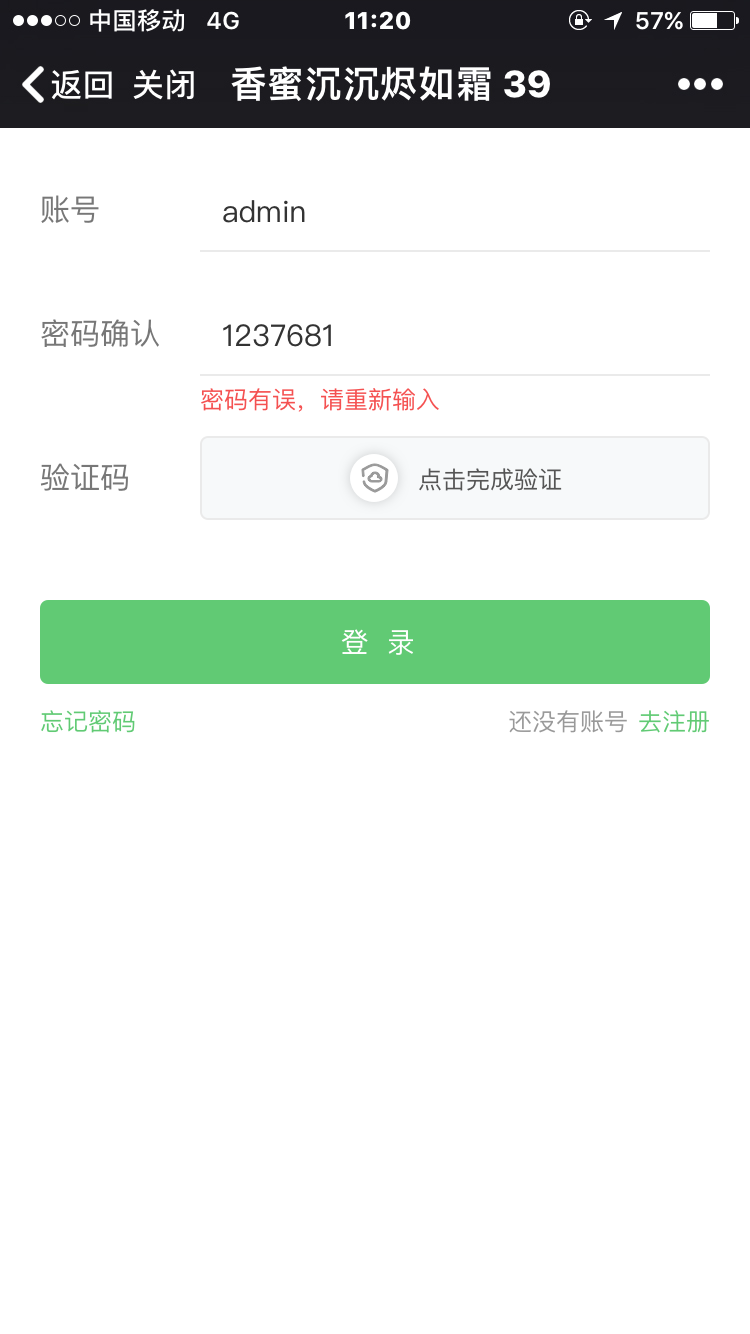 中国移动 4G 11:20 57%
返回 关闭 香蜜沉沉烬如霜 39
账号 admin
密码确认 1237681
密码有误，请重新输入
验证码 点击完成验证
登 录
忘记密码 还没有账号 去注册